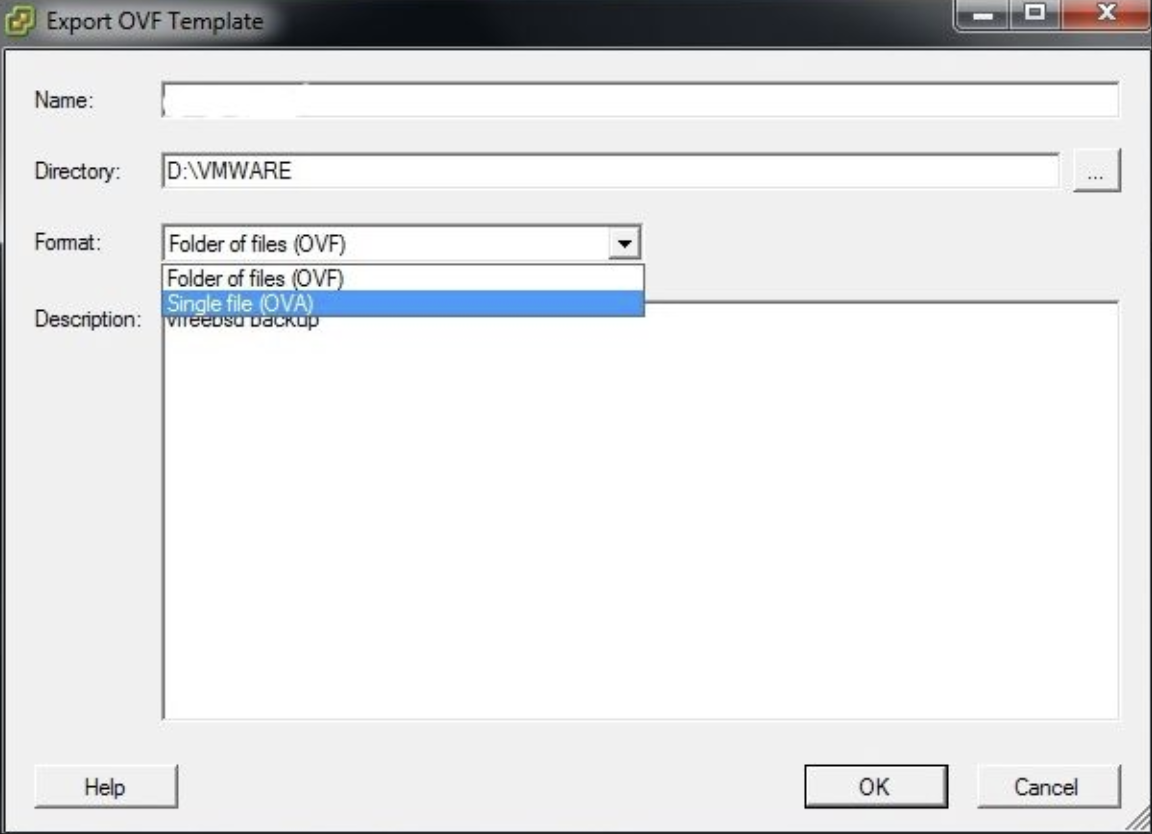 Export OVF Template
Name:
Directory:
D:\VMWARE
...
Format:
Folder of files (OVF)
Folder of files (OVF)
Single file (OVA)
Description:
vfreebsd backup
Help
OK
Cancel